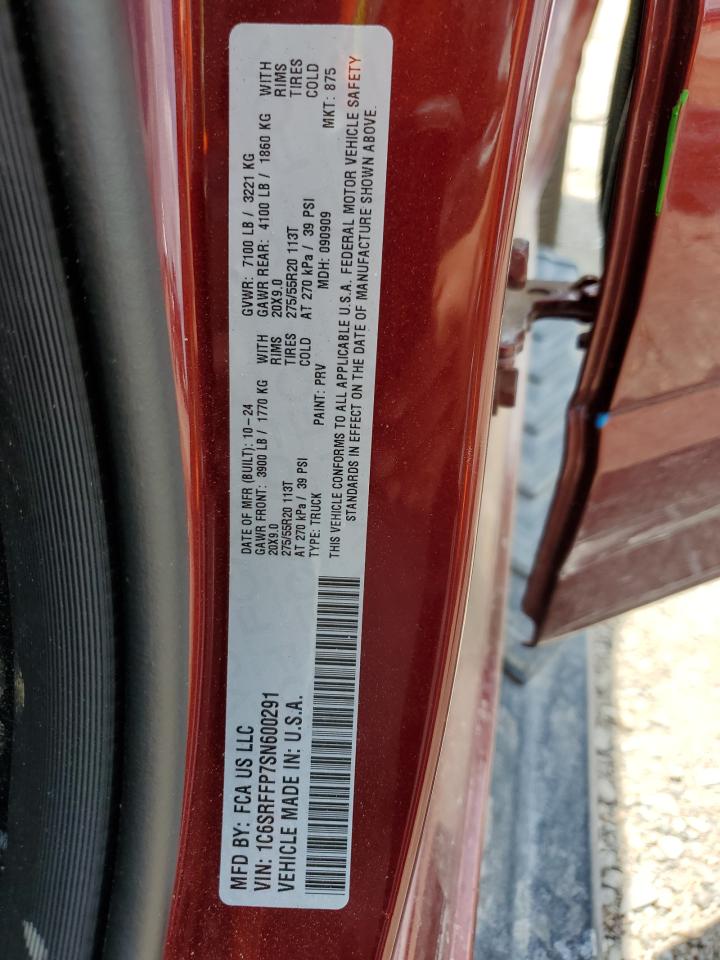 MFD BY: FCA US LLC
VIN: 1C6SRFFP7SN600291
VEHICLE MADE IN: U.S.A.
DATE OF MFR (BUILT): 10-24 GVWR: 7100 LB / 3221 KG
GAWR FRONT: 3900 LB / 1770 KG WITH GAWR REAR: 4100 LB / 1860 KG WITH
20X9.0 RIMS 20X9.0 RIMS
275/55R20 113T TIRES 275/55R20 113T TIRES
AT 270 kPa / 39 PSI COLD AT 270 kPa / 39 PSI COLD
TYPE: TRUCK PAINT: PRV MDH: 090909 MKT: 875
THIS VEHICLE CONFORMS TO ALL APPLICABLE U.S.A. FEDERAL MOTOR VEHICLE SAFETY
STANDARDS IN EFFECT ON THE DATE OF MANUFACTURE SHOWN ABOVE.